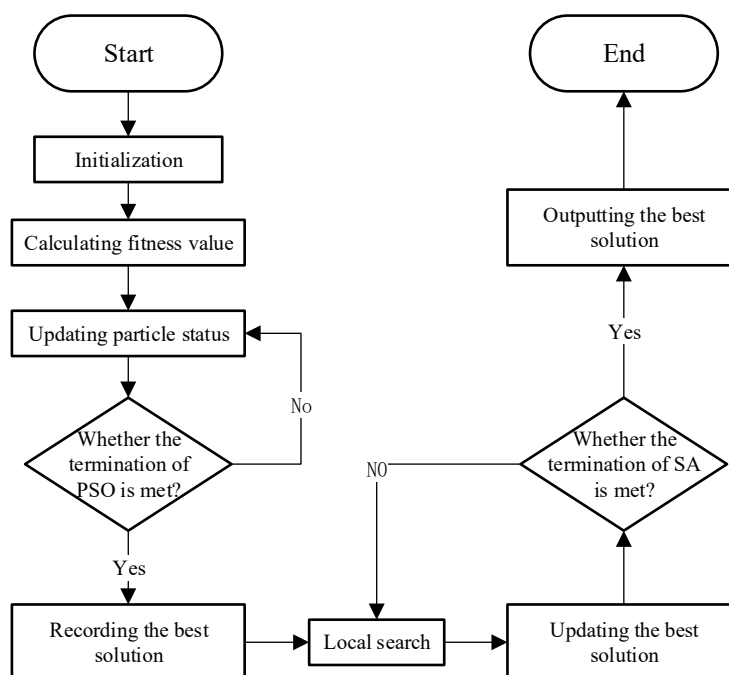 Start
Initialization
Calculating fitness value
Updating particle status
No
Whether the
termination of
PSO is met?
Yes
Recording the best
solution
Local search
Updating the best
solution
NO
Whether the
termination of SA
is met?
Yes
Outputting the best
solution
End